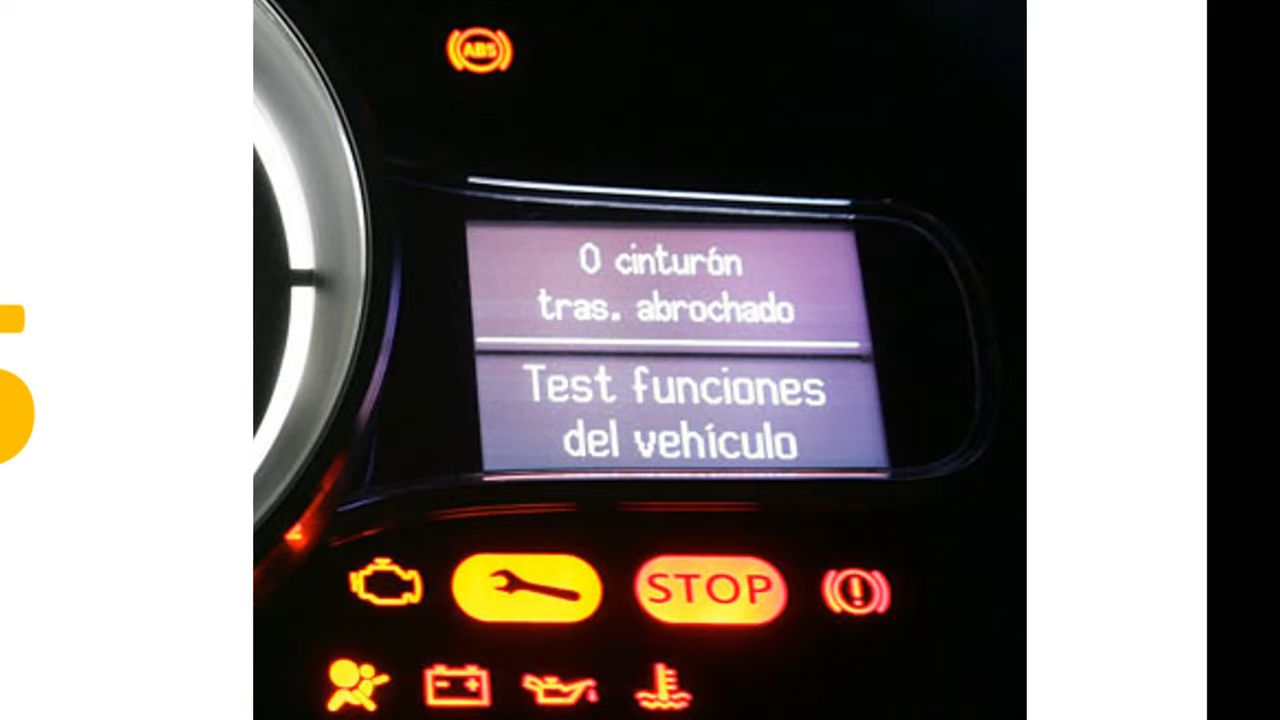 ABS
0 cinturón
tras. abrochado
Test funciones
del vehículo
STOP